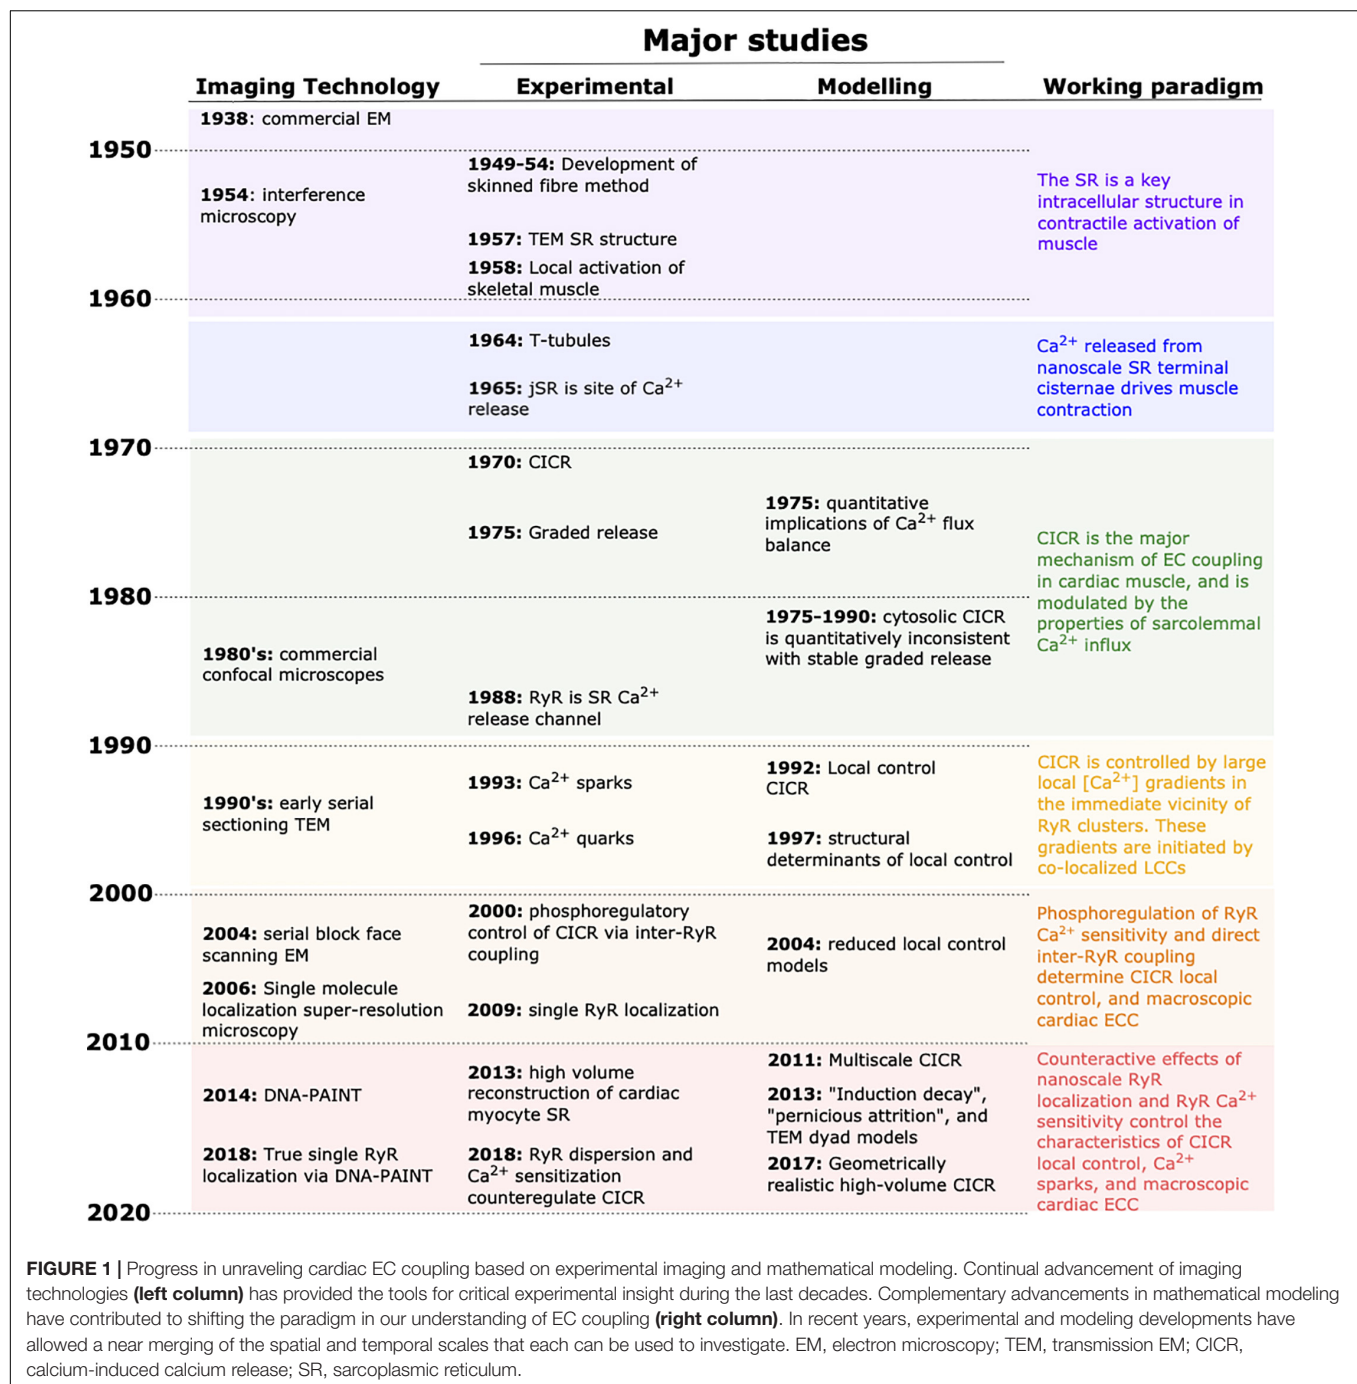 Major studies
Imaging Technology
Experimental
Modelling
Working paradigm
1938: commercial EM
1950
1949-54: Development of
skinned fibre method
1954: interference
microscopy
The SR is a key
intracellular structure in
contractile activation of
muscle
1957: TEM SR structure
1958: Local activation of
skeletal muscle
1960
1964: T-tubules
1965: jSR is site of Ca2+
release
Ca2+ released from
nanoscale SR terminal
cisternae drives muscle
contraction
1970
1970: CICR
1975: Graded release
1975: quantitative
implications of Ca2+ flux
balance
CICR is the major
mechanism of EC coupling
in cardiac muscle, and is
modulated by the
properties of sarcolemmal
Ca2+ influx
1980
1975-1990: cytosolic CICR
is quantitatively inconsistent
with stable graded release
1980's: commercial
confocal microscopes
1988: RyR is SR Ca2+
release channel
1990
1990's: early serial
sectioning TEM
1993: Ca2+ sparks
1996: Ca2+ quarks
1992: Local control
CICR
1997: structural
determinants of local control
CICR is controlled by large
local [Ca2+] gradients in
the immediate vicinity of
RyR clusters. These
gradients are initiated by
co-localized LCCs
2000
2004: serial block face
scanning EM
2006: Single molecule
localization super-resolution
microscopy
2000: phosphoregulatory
control of CICR via inter-RyR
coupling
2009: single RyR localization
2004: reduced local control
models
Phosphoregulation of RyR
Ca2+ sensitivity and direct
inter-RyR coupling
determine CICR local
control, and macroscopic
cardiac ECC
2010
2014: DNA-PAINT
2018: True single RyR
localization via DNA-PAINT
2013: high volume
reconstruction of cardiac
myocyte SR
2018: RyR dispersion and
Ca2+ sensitization
counteregulate CICR
2011: Multiscale CICR
2013: "Induction decay",
"pernicious attrition", and
TEM dyad models
2017: Geometrically
realistic high-volume CICR
Counteractive effects of
nanoscale RyR
localization and RyR Ca2+
sensitivity control the
characteristics of CICR
local control, Ca2+
sparks, and macroscopic
cardiac ECC
2020
FIGURE 1 | Progress in unraveling cardiac EC coupling based on experimental imaging and mathematical modeling. Continual advancement of imaging
technologies (left column) has provided the tools for critical experimental insight during the last decades. Complementary advancements in mathematical modeling
have contributed to shifting the paradigm in our understanding of EC coupling (right column). In recent years, experimental and modeling developments have
allowed a near merging of the spatial and temporal scales that each can be used to investigate. EM, electron microscopy; TEM, transmission EM; CICR,
calcium-induced calcium release; SR, sarcoplasmic reticulum.